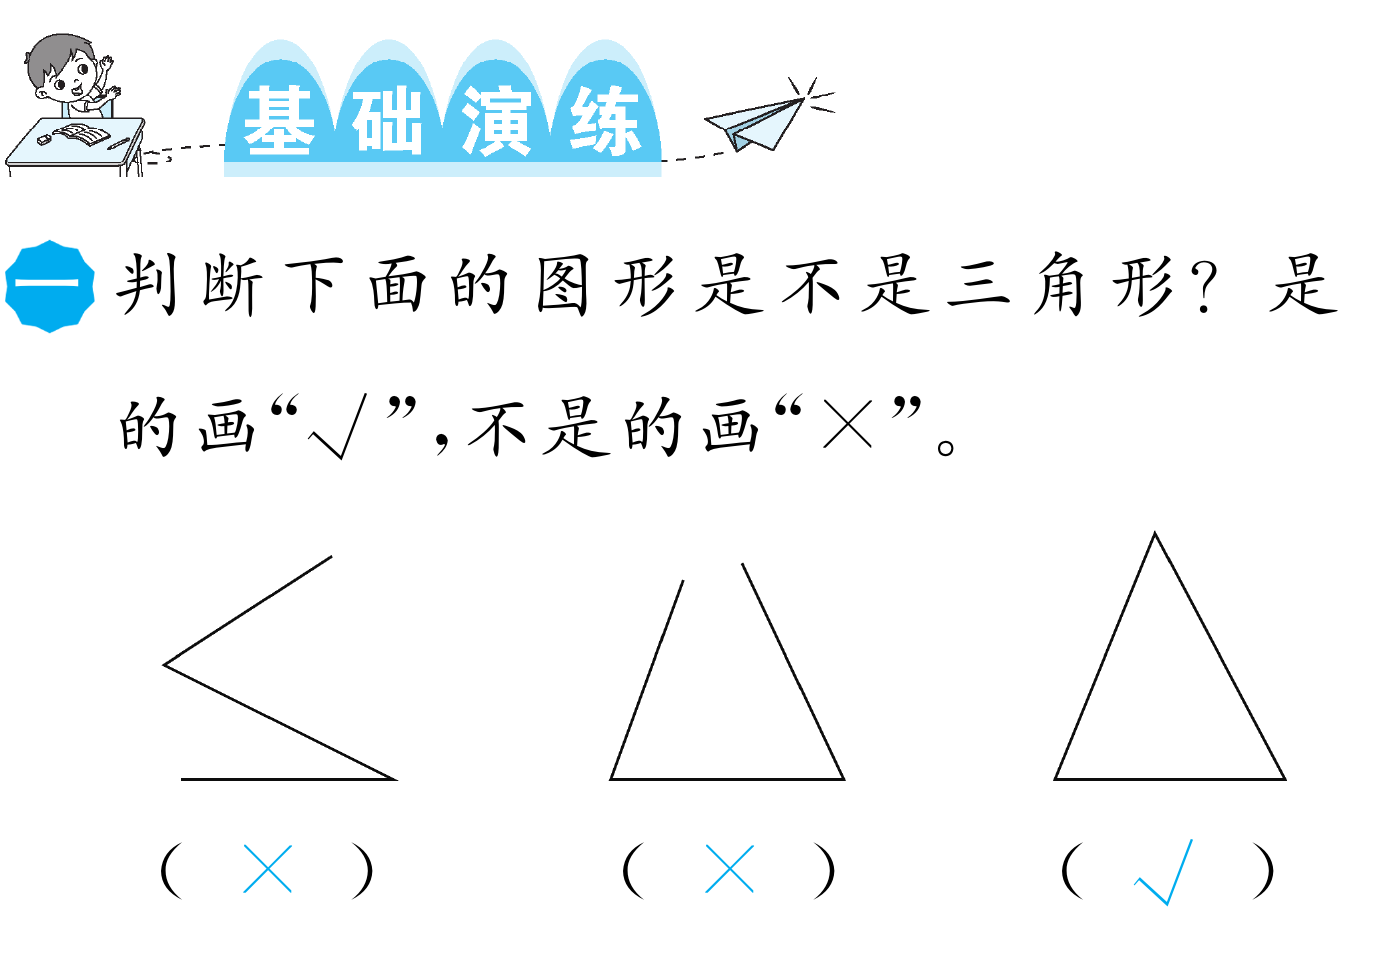 基础演练
一 判断下面的图形是不是三角形？是
的画“√”，不是的画“×”。
（ × ） （ × ） （ √ ）